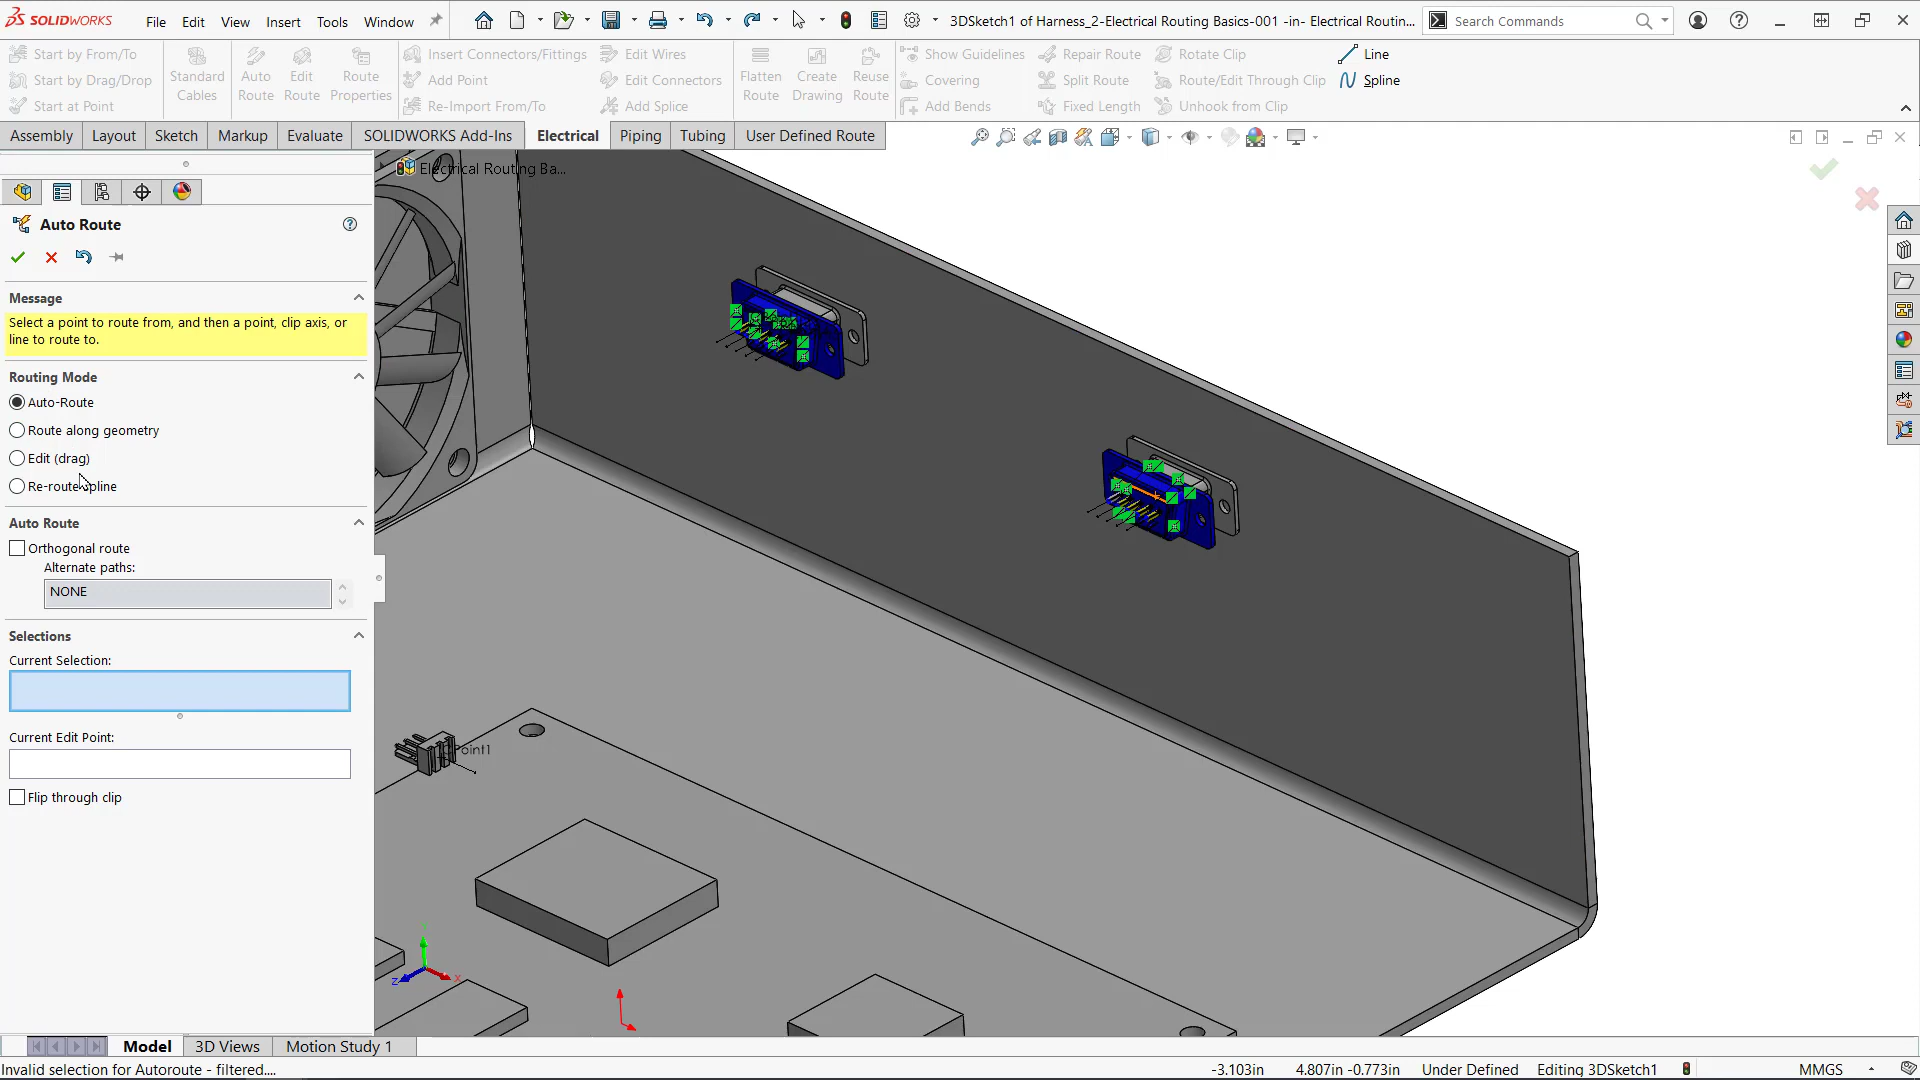 SOLIDWORKS File Edit View Insert Tools Window 3DSketch1 of Harness_2-Electrical Routing Basics-001 -in- Electrical Routin... Search Commands
Start by From/To
Start by Drag/Drop
Start at Point
Standard Cables
Auto Route
Edit Route
Route Properties
Insert Connectors/Fittings
Add Point
Re-Import From/To
Edit Wires
Edit Connectors
Add Splice
Flatten Route
Create Drawing
Reuse Route
Show Guidelines
Covering
Add Bends
Repair Route
Split Route
Fixed Length
Rotate Clip
Route/Edit Through Clip
Unhook from Clip
Line
Spline
Assembly Layout Sketch Markup Evaluate SOLIDWORKS Add-Ins Electrical Piping Tubing User Defined Route
Electrical Routing Ba...
Auto Route
Message
Select a point to route from, and then a point, clip axis, or
line to route to.
Routing Mode
Auto-Route
Route along geometry
Edit (drag)
Re-route spline
Auto Route
Orthogonal route
Alternate paths:
NONE
Selections
Current Selection:
Current Edit Point:
Flip through clip
Point1
X
Z
Model 3D Views Motion Study 1
Invalid selection for Autoroute - filtered.... -3.103in 4.807in -0.773in Under Defined Editing 3DSketch1 MMGS